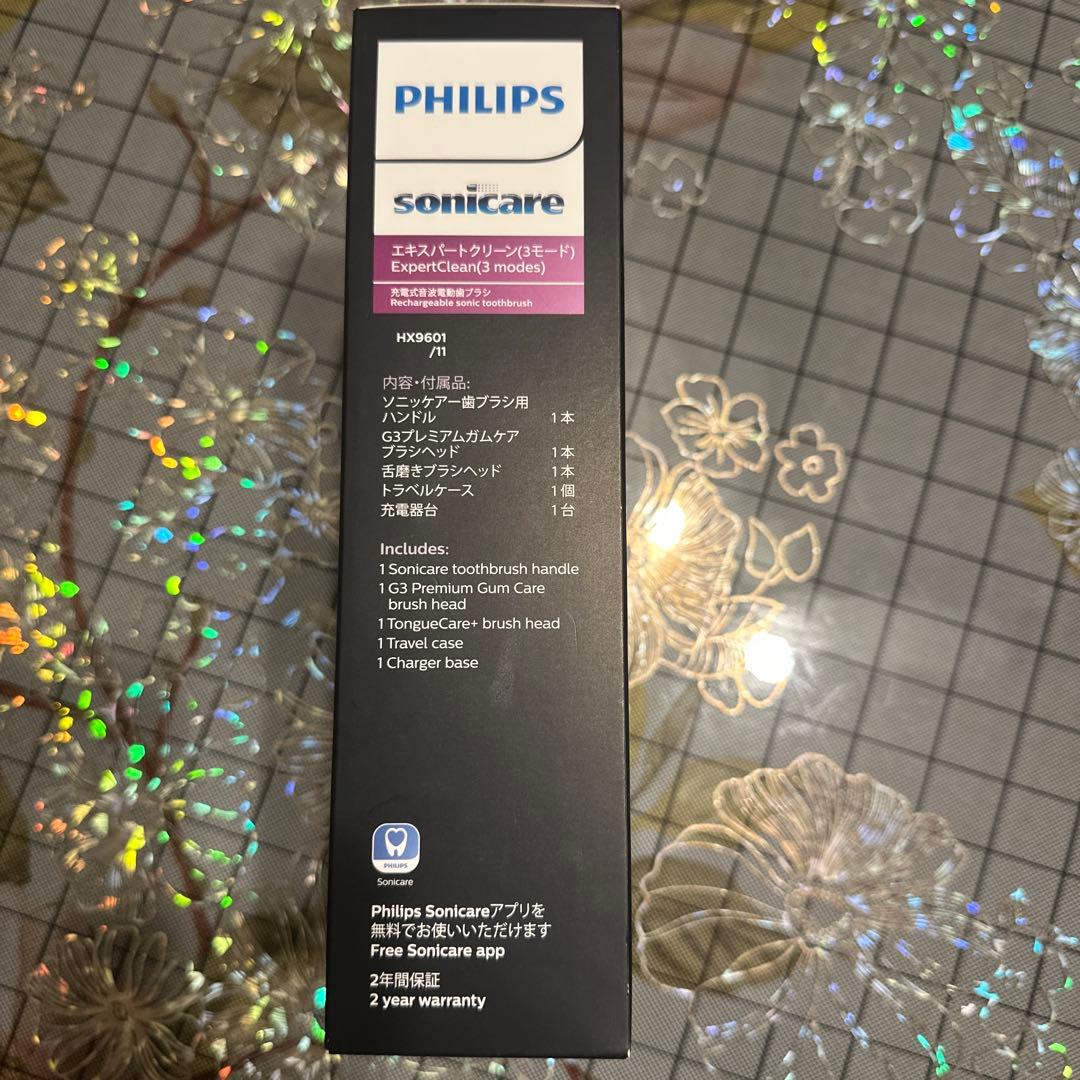 PHILIPS
sonicare
エキスパートクリーン(3モード)
ExpertClean(3 modes)
充電式音波電動歯ブラシ
Rechargeable sonic toothbrush
HX9601
/11
内容・付属品:
ソニッケアー歯ブラシ用
ハンドル 1本
G3プレミアムガムケア
ブラシヘッド 1本
舌磨きブラシヘッド 1本
トラベルケース 1個
充電器台 1台
Includes:
1 Sonicare toothbrush handle
1 G3 Premium Gum Care
brush head
1 TongueCare+ brush head
1 Travel case
1 Charger base
PHILIPS
Sonicare
Philips Sonicareアプリを
無料でお使いいただけます
Free Sonicare app
2年間保証
2 year warranty